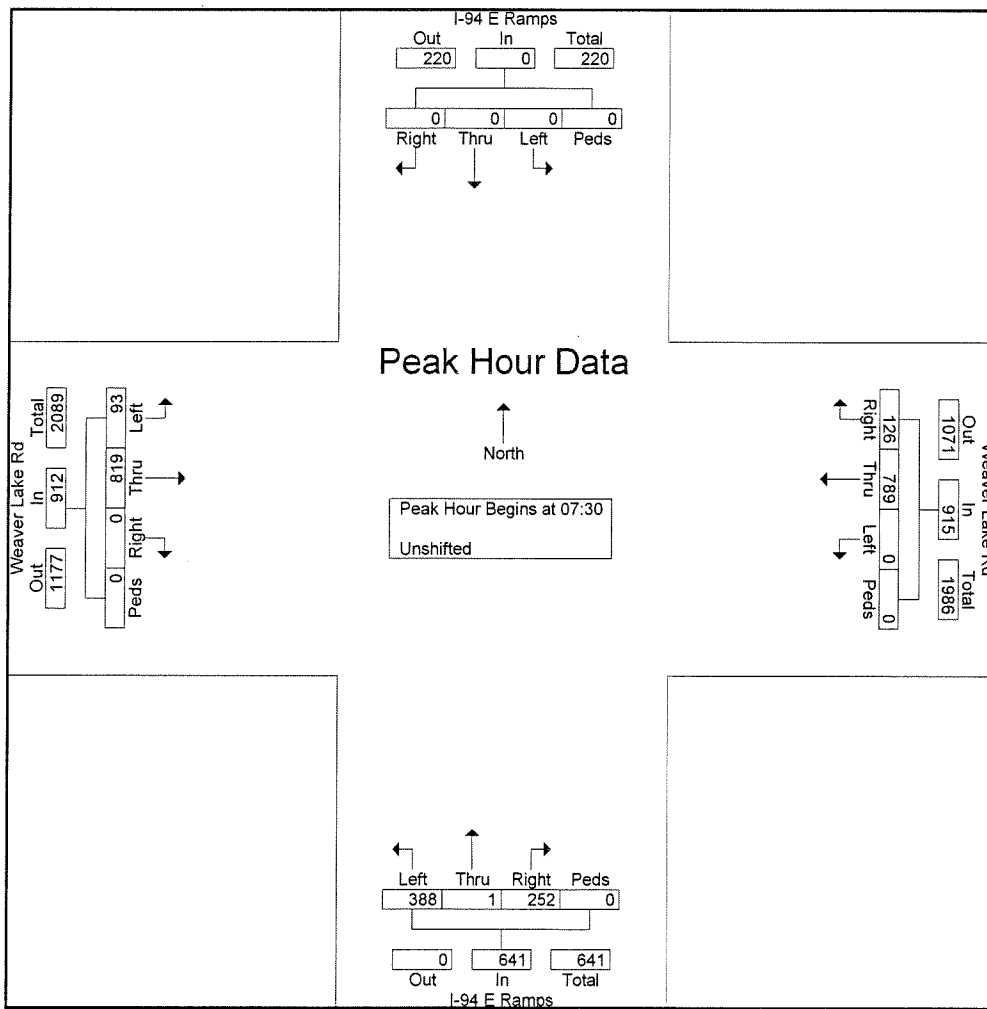 I-94 E Ramps
Out In Total
220 0 220
0 0 0 0
Right Thru Left Peds
Peak Hour Data
North
Peak Hour Begins at 07:30
Unshifted
Weaver Lake Rd
Out In Total
1177 912 2089
93 819 0 0
Left Thru Right Peds
Weaver Lake Rd
Out In Total
1071 915 1986
126 789 0 0
Right Thru Left Peds
Left Thru Right Peds
388 1 252 0
0 641 641
Out In Total
I-94 E Ramps